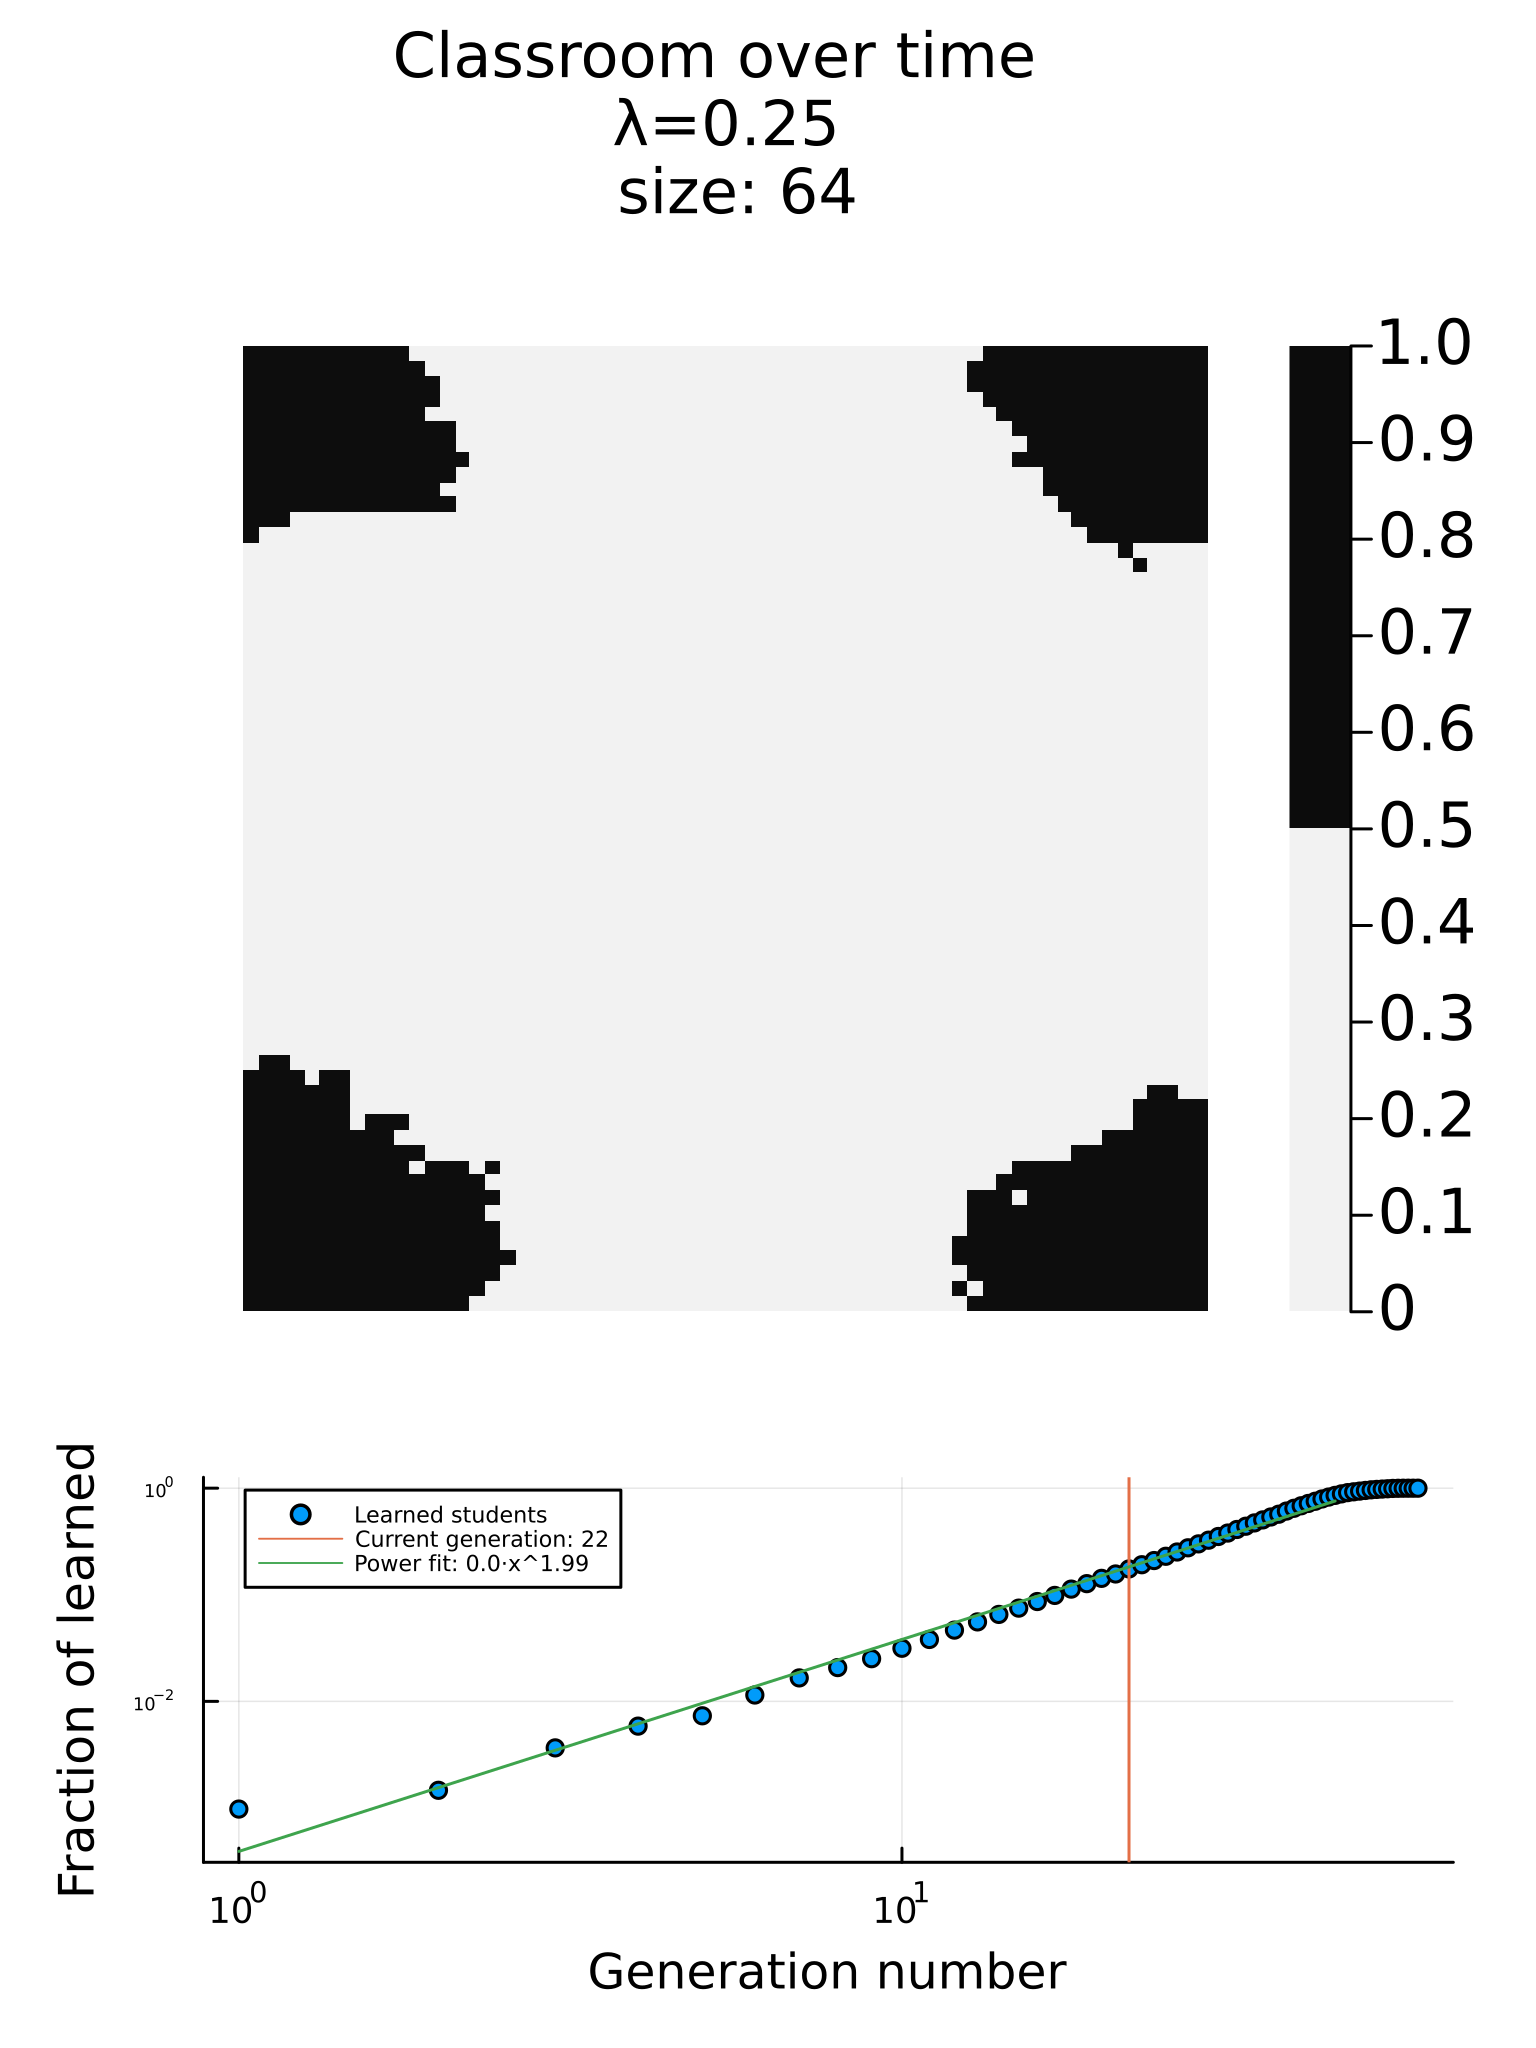 Classroom over time
λ=0.25
size: 64
1.0
0.9
0.8
0.7
0.6
0.5
0.4
0.3
0.2
0.1
0
Fraction of learned
10^0
10^-2
Learned students
Current generation: 22
Power fit: 0.0·x^1.99
10^0
10^1
Generation number